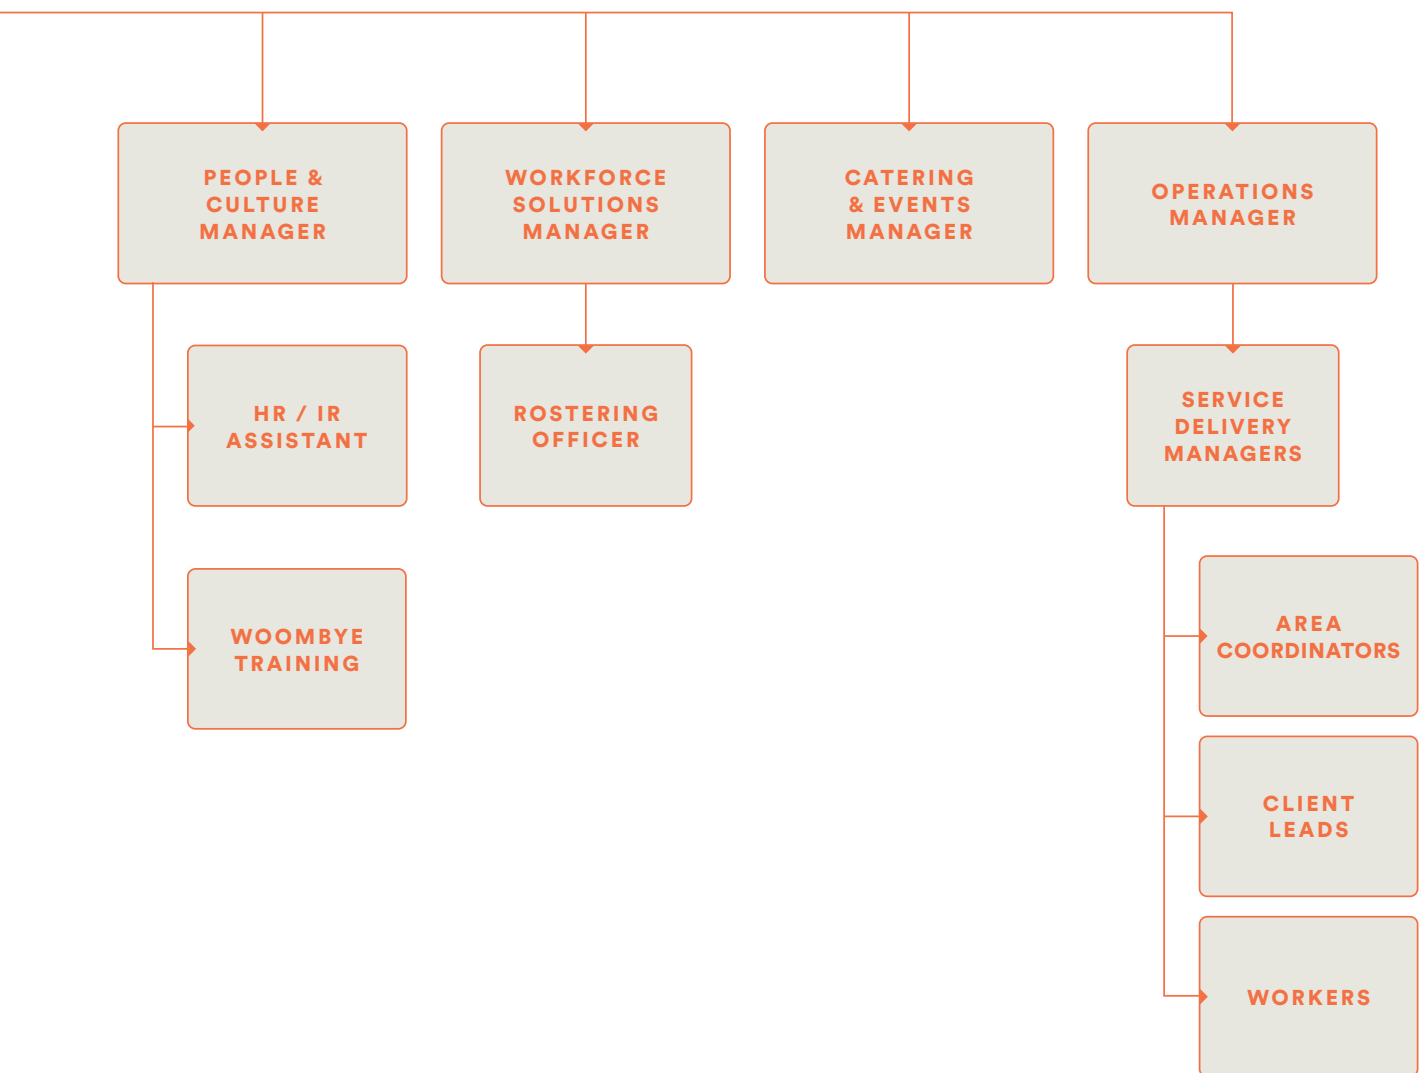 PEOPLE &
CULTURE
MANAGER
WORKFORCE
SOLUTIONS
MANAGER
CATERING
& EVENTS
MANAGER
OPERATIONS
MANAGER
HR / IR
ASSISTANT
ROSTERING
OFFICER
SERVICE
DELIVERY
MANAGERS
WOOMBYE
TRAINING
AREA
COORDINATORS
CLIENT
LEADS
WORKERS